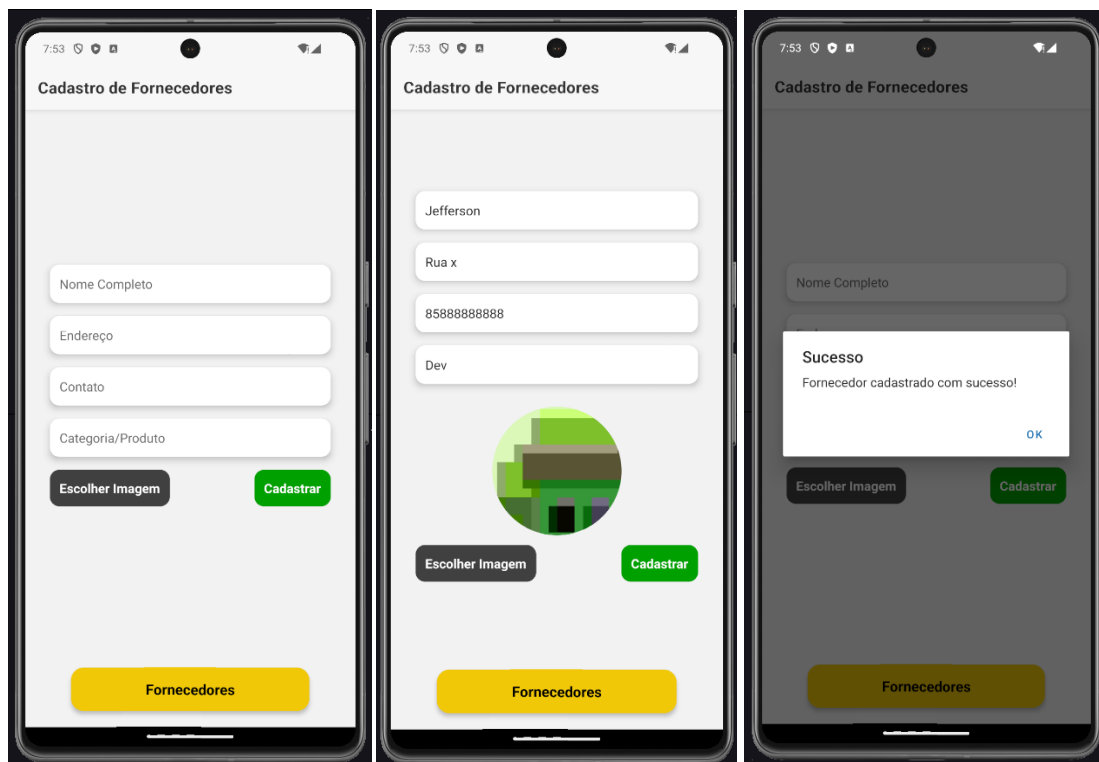 7:53
Cadastro de Fornecedores
Nome Completo
Endereço
Contato
Categoria/Produto
Escolher Imagem
Cadastrar
Fornecedores
7:53
Cadastro de Fornecedores
Jefferson
Rua x
85888888888
Dev
Escolher Imagem
Cadastrar
Fornecedores
7:53
Cadastro de Fornecedores
Nome Completo
Sucesso
Fornecedor cadastrado com sucesso!
OK
Escolher Imagem
Cadastrar
Fornecedores